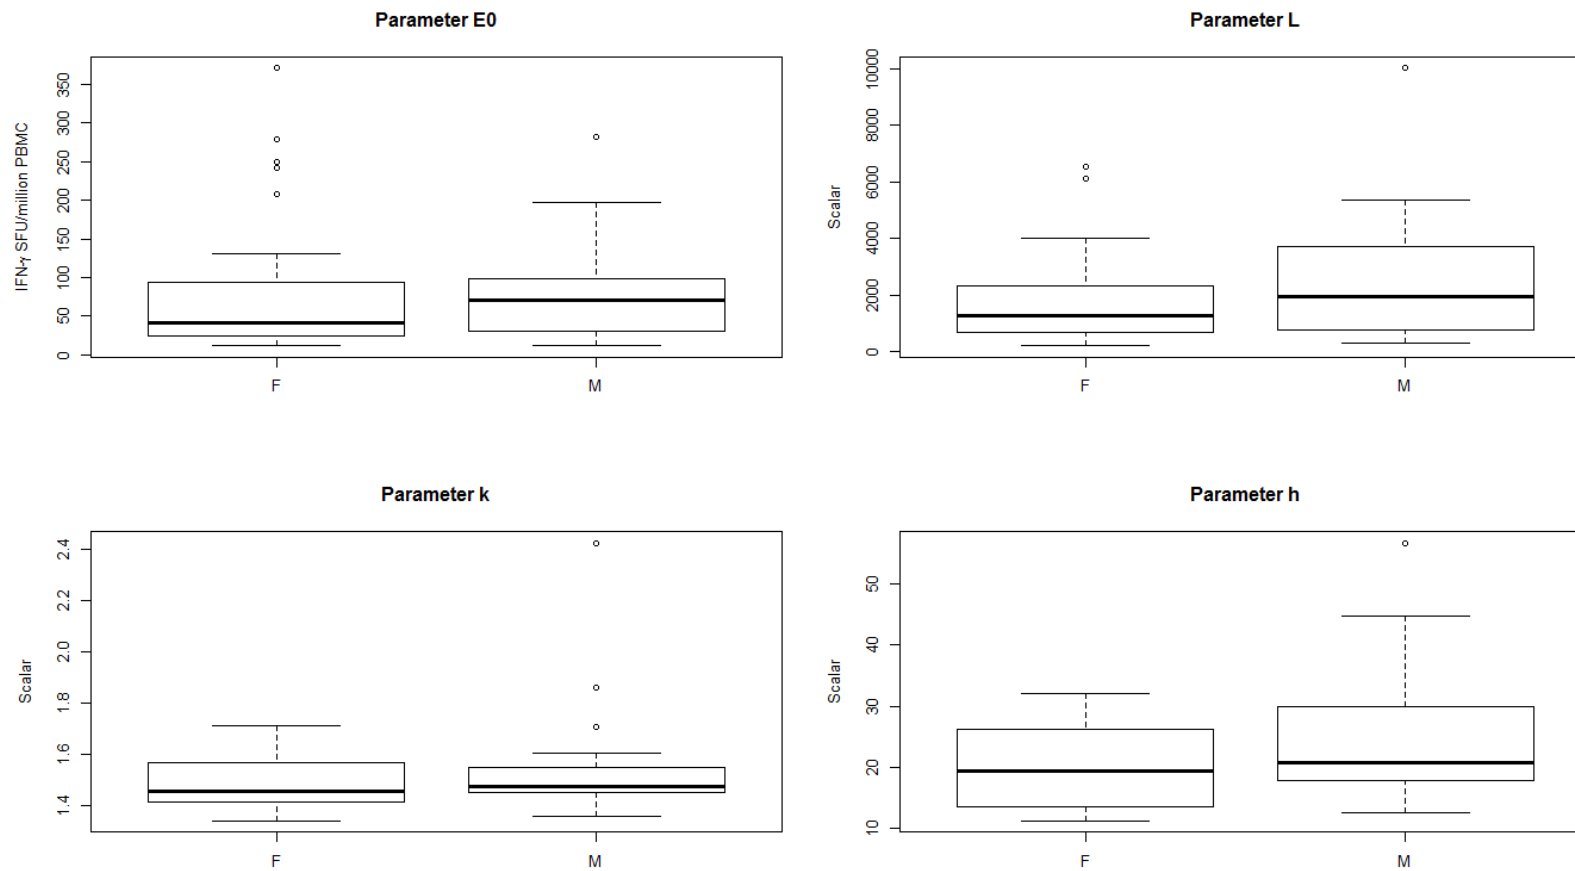 Parameter E0
IFN-γ SFU/million PBMC
350
300
250
200
150
100
50
0
F M
Parameter L
Scalar
10000
8000
6000
4000
2000
0
F M
Parameter k
Scalar
2.4
2.2
2.0
1.8
1.6
1.4
F M
Parameter h
Scalar
50
40
30
20
10
F M